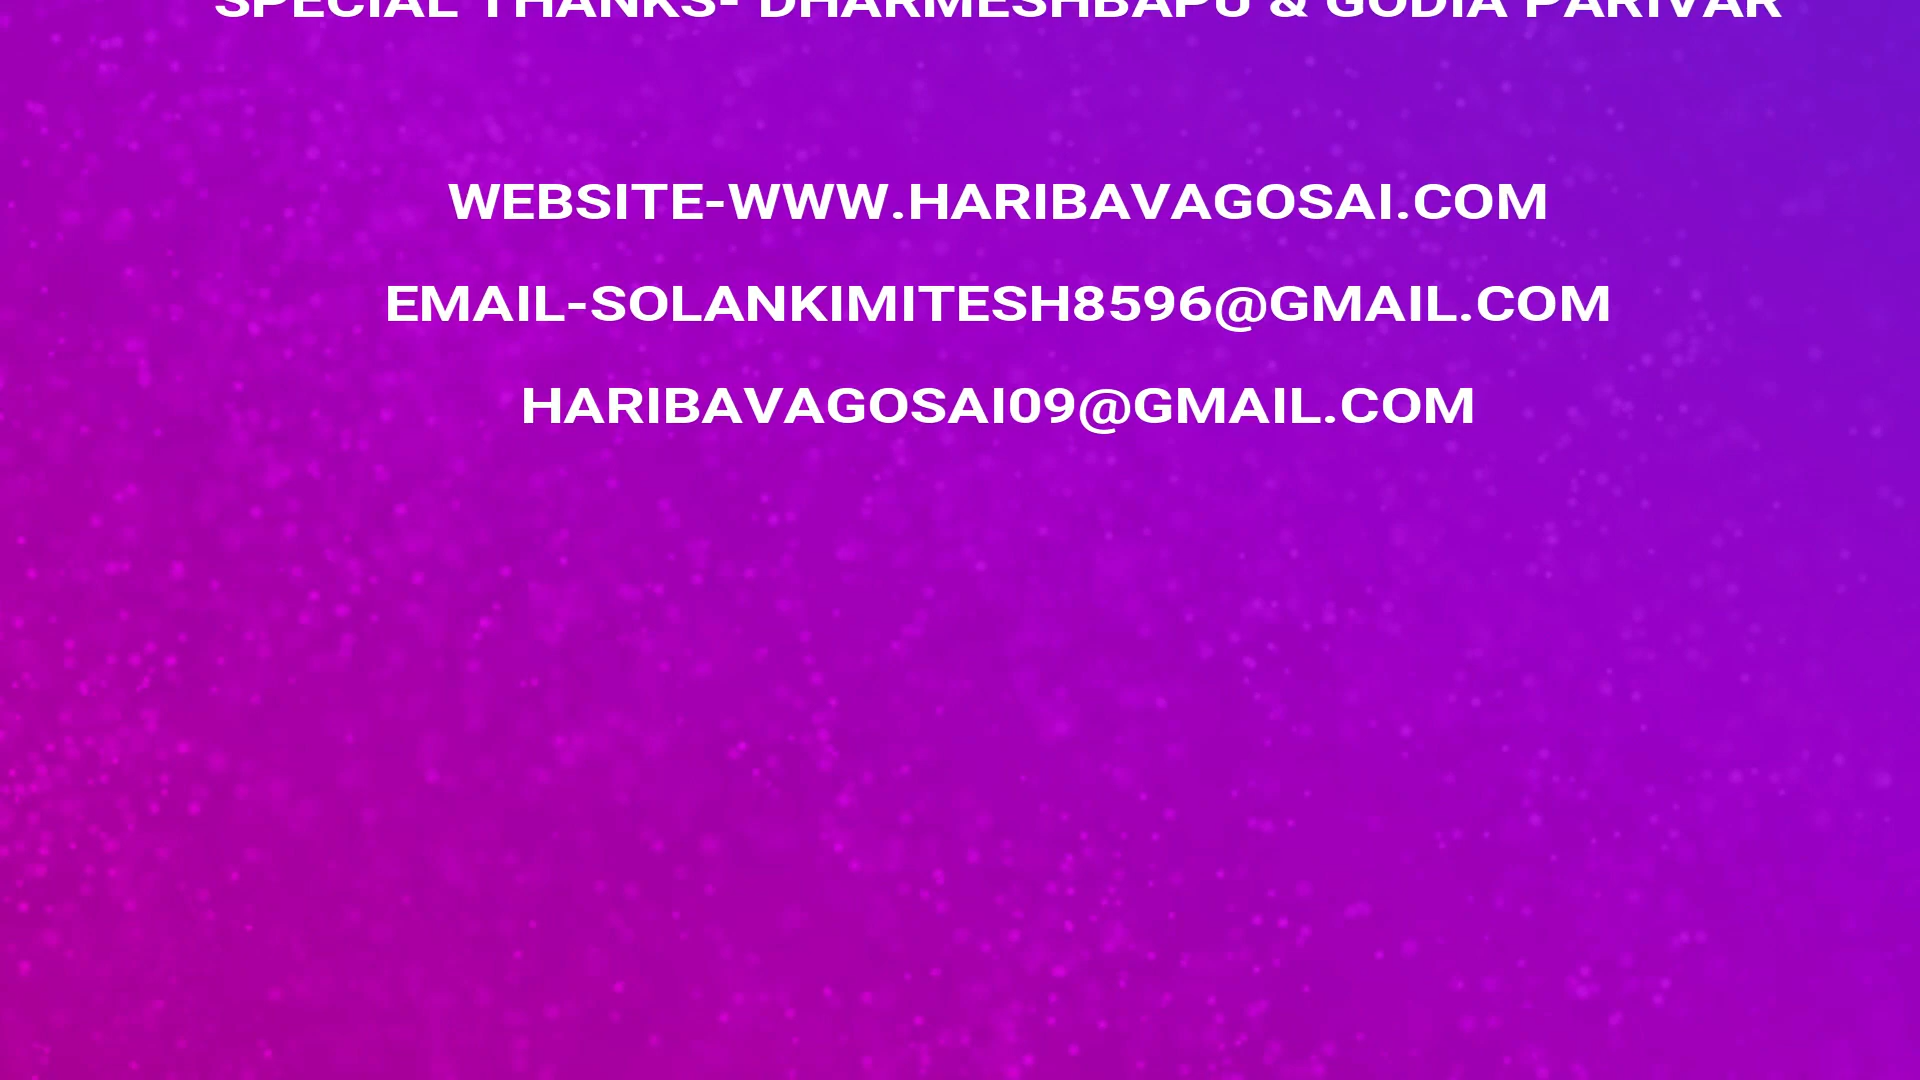 SPECIAL THANKS- DHARMESHBAPU & GODIA PARIVAR
WEBSITE-WWW.HARIBAVAGOSAI.COM
EMAIL-SOLANKIMITESH8596@GMAIL.COM
HARIBAVAGOSAI09@GMAIL.COM